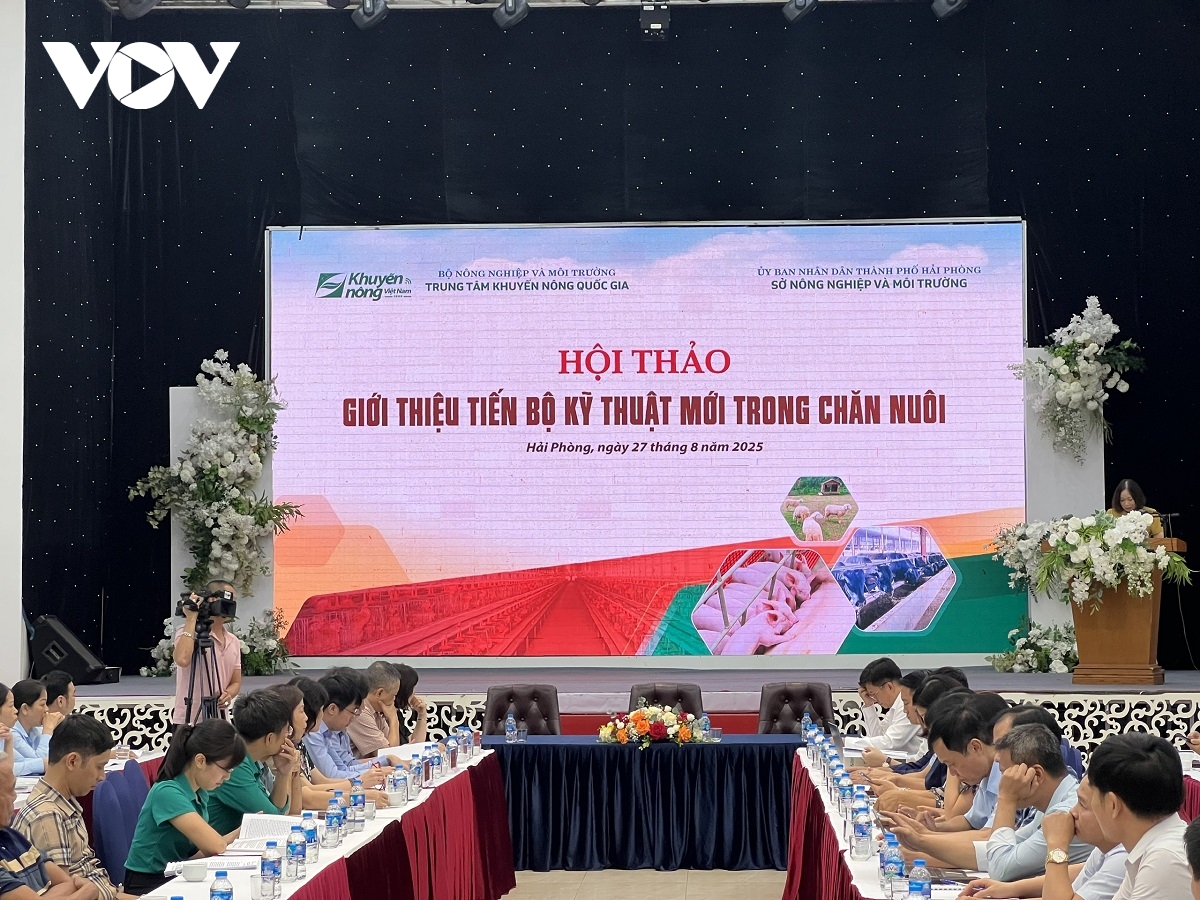 VOV
Khuyến
nông Việt Nam
BỘ NÔNG NGHIỆP VÀ MÔI TRƯỜNG
TRUNG TÂM KHUYẾN NÔNG QUỐC GIA
ỦY BAN NHÂN DÂN THÀNH PHỐ HẢI PHÒNG
SỞ NÔNG NGHIỆP VÀ MÔI TRƯỜNG
HỘI THẢO
GIỚI THIỆU TIẾN BỘ KỸ THUẬT MỚI TRONG CHĂN NUÔI
Hải Phòng, ngày 27 tháng 8 năm 2025